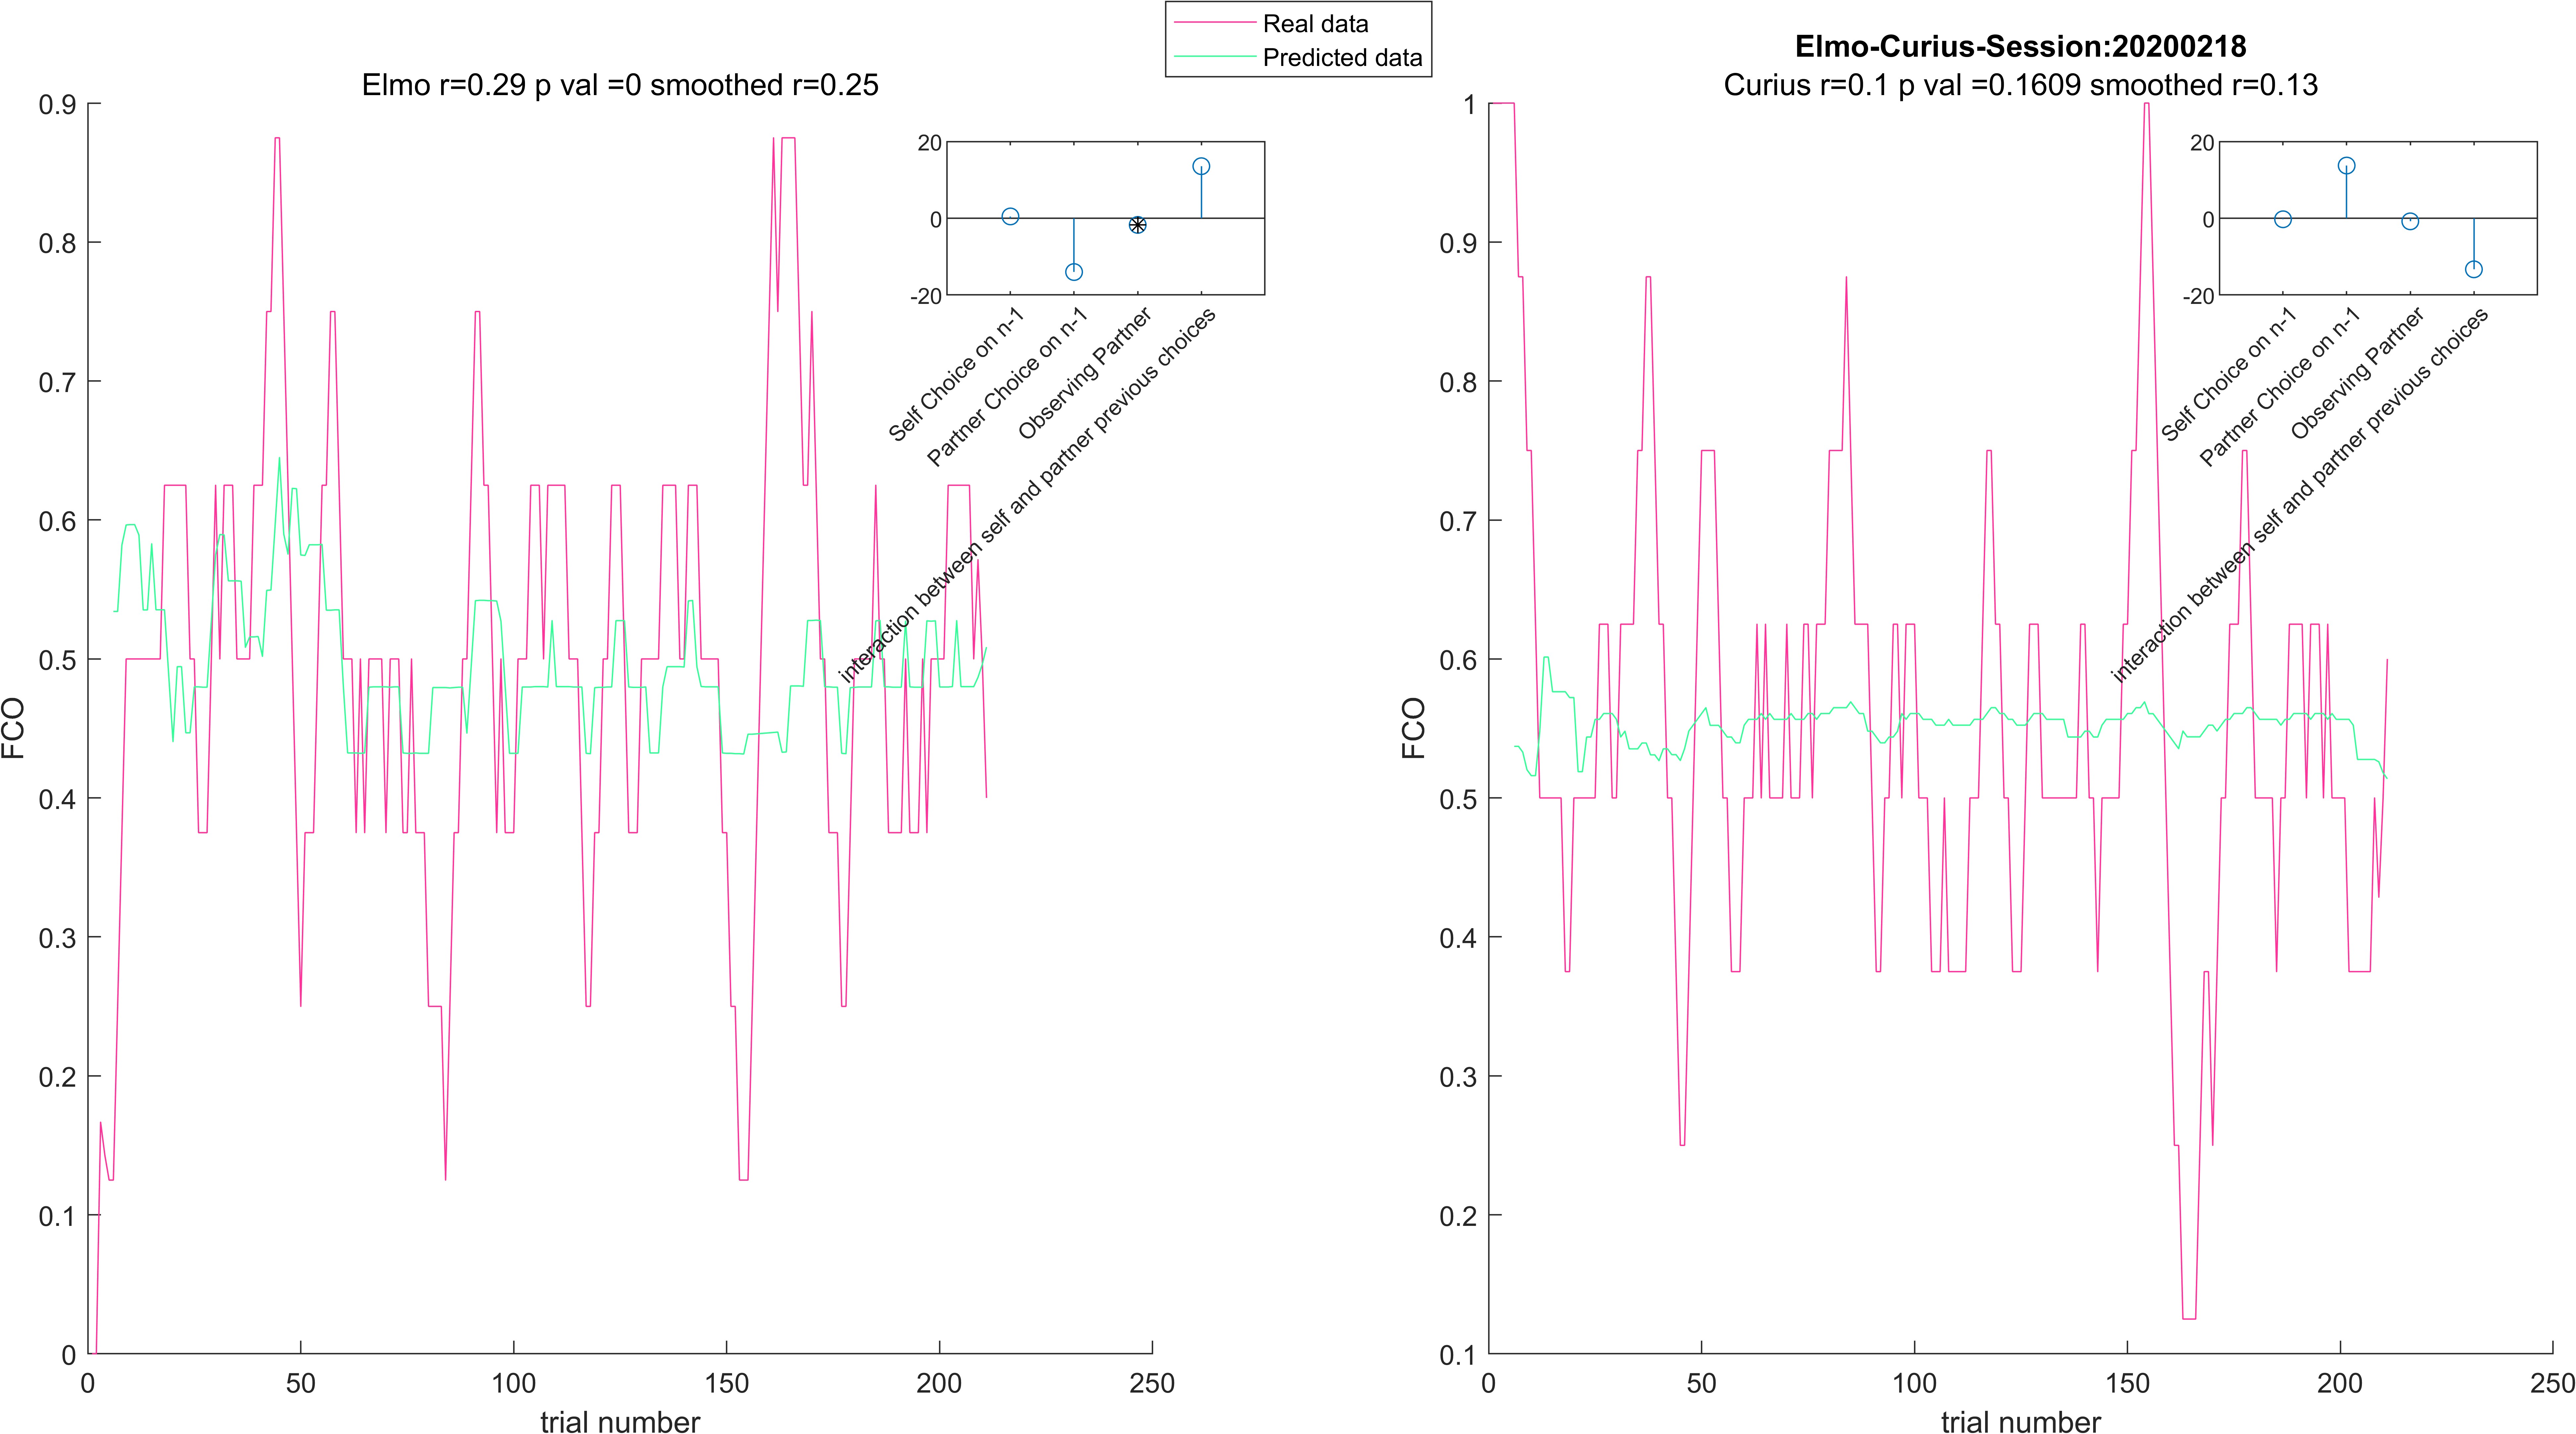 Real data
Predicted data
Elmo r=0.29 p val =0 smoothed r=0.25
0.9
0.8
0.7
0.6
0.5
0.4
0.3
0.2
0.1
0
FCO
0
50
100
150
200
250
trial number
20
0
-20
Self Choice on n-1
Partner Choice on n-1
Observing Partner
interaction between self and partner previous choices
Elmo-Curius-Session:20200218
Curius r=0.1 p val =0.1609 smoothed r=0.13
1
0.9
0.8
0.7
0.6
0.5
0.4
0.3
0.2
0.1
FCO
0
50
100
150
200
250
trial number
20
0
-20
Self Choice on n-1
Partner Choice on n-1
Observing Partner
interaction between self and partner previous choices